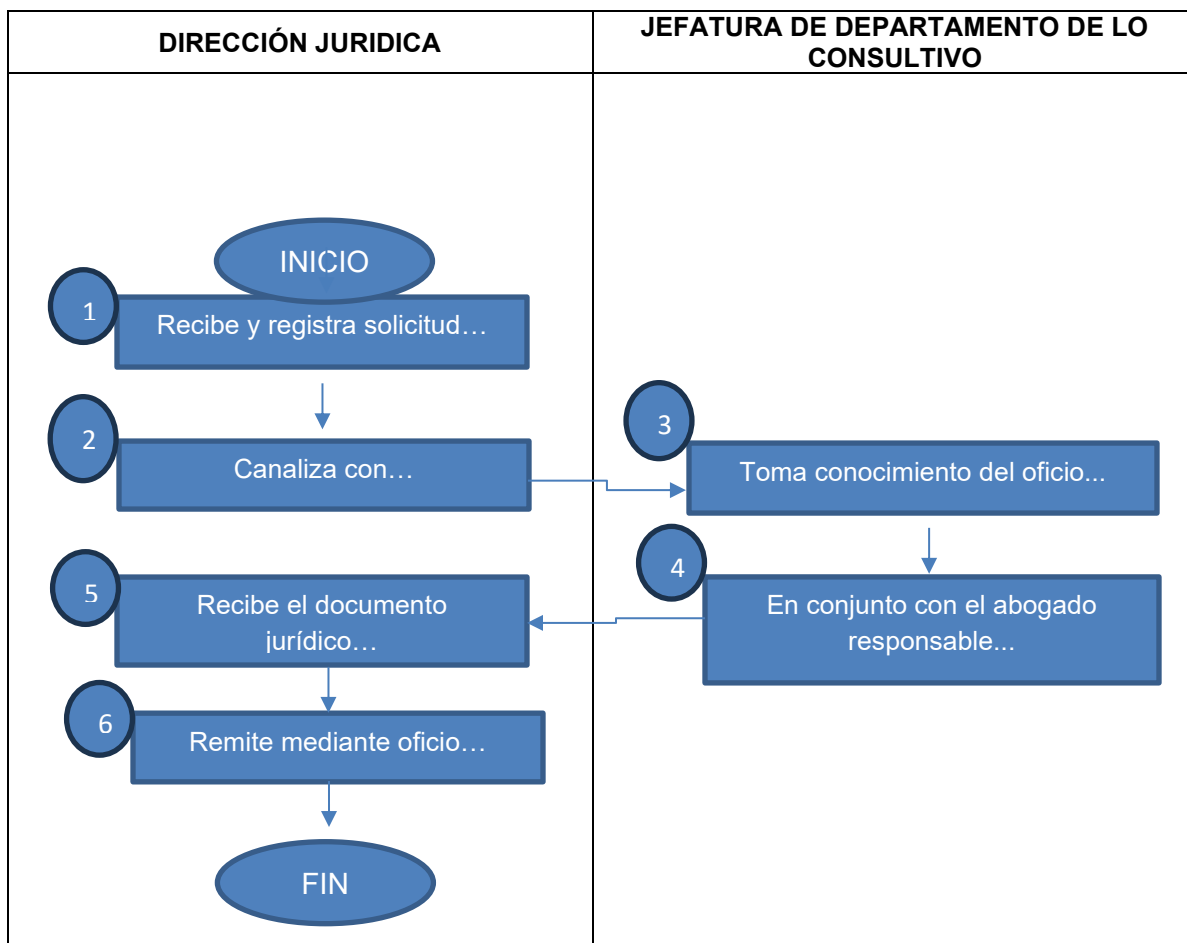 DIRECCIÓN JURIDICA
JEFATURA DE DEPARTAMENTO DE LO
CONSULTIVO
INICIO
1
Recibe y registra solicitud…
2
Canaliza con…
3
Toma conocimiento del oficio...
4
En conjunto con el abogado
responsable...
5
Recibe el documento
jurídico…
6
Remite mediante oficio…
FIN